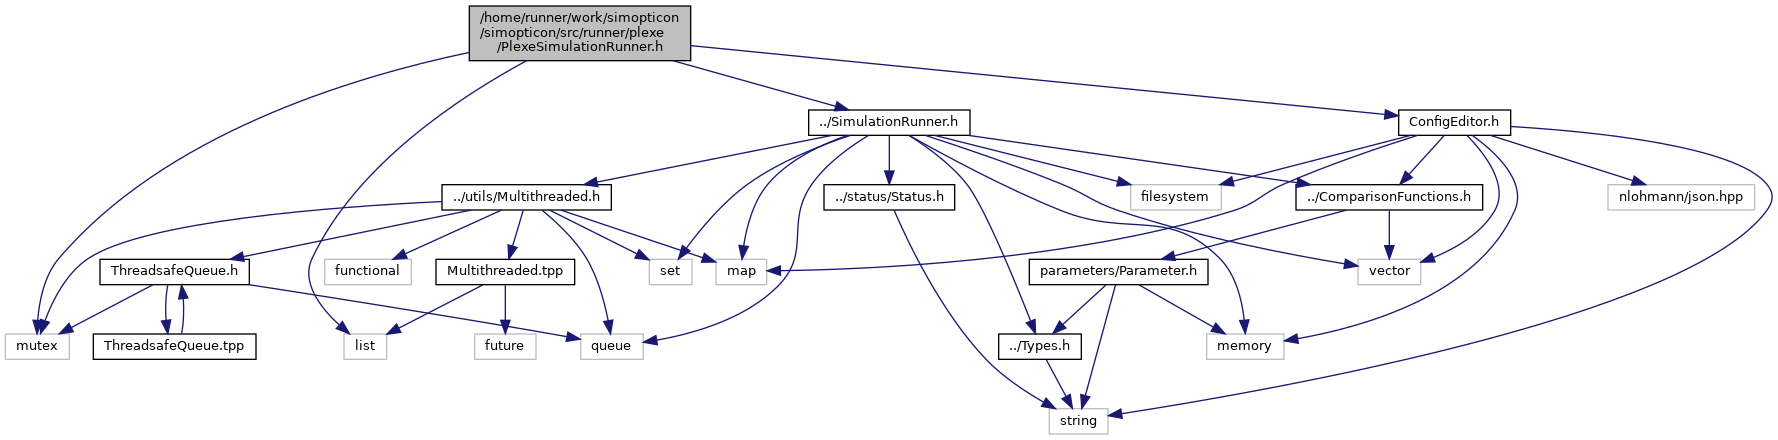 /home/runner/work/simopticon
/simopticon/src/runner/plexe
/PlexeSimulationRunner.h
../SimulationRunner.h
ConfigEditor.h
../utils/Multithreaded.h
../status/Status.h
filesystem
../ComparisonFunctions.h
nlohmann/json.hpp
ThreadsafeQueue.h
functional
Multithreaded.tpp
set
map
parameters/Parameter.h
vector
mutex
ThreadsafeQueue.tpp
list
future
queue
../Types.h
memory
string